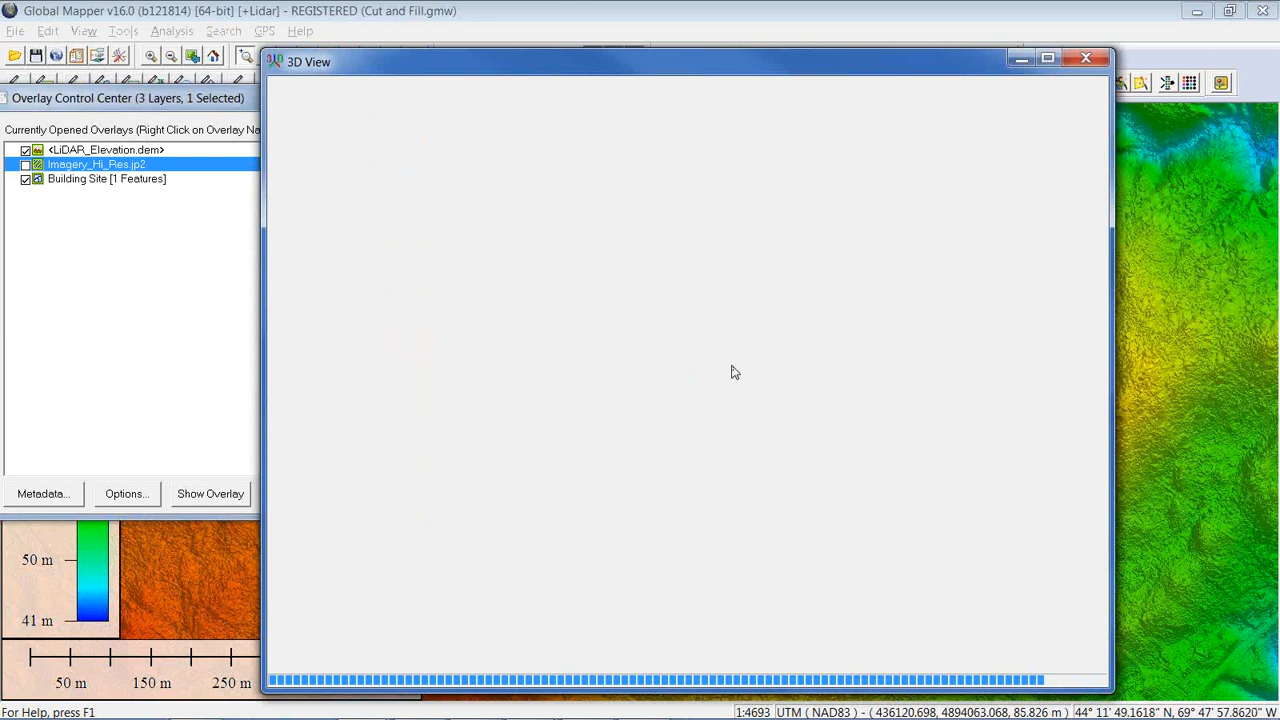 Global Mapper v16.0 (b121814) [64-bit] [+Lidar] - REGISTERED (Cut and Fill.gmw)
File Edit View Tools Analysis Search GPS Help
3D View
Overlay Control Center (3 Layers, 1 Selected)
Currently Opened Overlays (Right Click on Overlay Na
<LiDAR_Elevation.dem>
Imagery_Hi_Res.jp2
Building Site [1 Features]
Metadata... Options... Show Overlay
50 m
41 m
50 m 150 m 250 m
For Help, press F1
1:4693 UTM ( NAD83 ) - ( 436120.698, 4894063.068, 85.826 m ) 44° 11' 49.1618" N, 69° 47' 57.8620" W